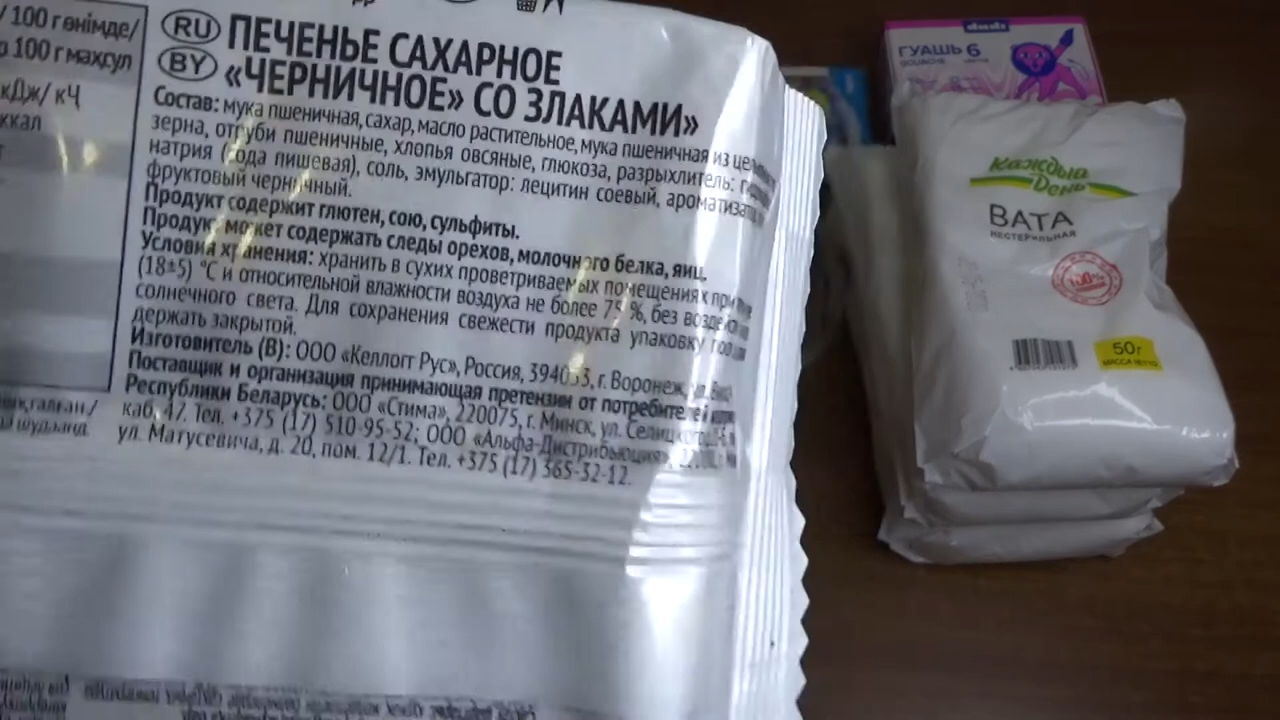 / 100 г өнімде/
100 г маҳсул
кДж/ кҶ
ккал
RU ПЕЧЕНЬЕ САХАРНОЕ
BY «ЧЕРНИЧНОЕ» СО ЗЛАКАМИ»
Состав: мука пшеничная, сахар, масло растительное, мука пшеничная из
зерна, отруби пшеничные, хлопья овсяные, глюкоза, разрыхлитель:
натрия (сода пищевая), соль, эмульгатор: лецитин соевый,
фруктовый черничный.
Продукт содержит глютен, сою, сульфиты.
Продукт может содержать следы орехов, молочного белка, яиц.
Условия хранения: хранить в сухих проветриваемых помещениях при
(18±5) °С и относительной влажности воздуха не более 75 %, без
солнечного света. Для сохранения свежести продукта упаковку
держать закрытой.
Изготовитель (В): ООО «Келлогг Рус», Россия, 394033, г. Воронеж,
Поставщик и организация принимающая претензии от потребителей
Республики Беларусь: ООО «Стима», 220075, г. Минск, ул. Селицкого,
каб. 47. Тел. +375 (17) 510-95-52; ООО «Альфа-Дистрибьюция»,
ул. Матусевича, д. 20, пом. 12/1. Тел. +375 (17) 365-32-12.
ГУАШЬ 6
GOUACHE
Каждый
День
ВАТА
НЕСТЕРИЛЬНАЯ
100%
50г